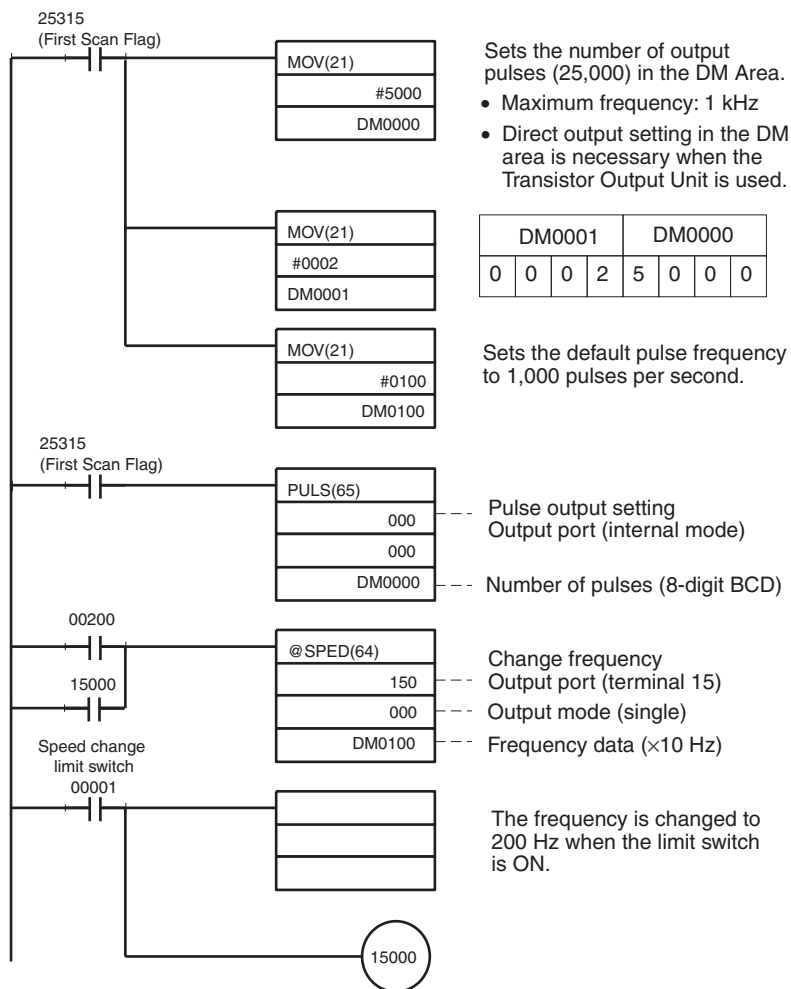 25315
(First Scan Flag)
MOV(21)
#5000
DM0000
Sets the number of output
pulses (25,000) in the DM Area.
• Maximum frequency: 1 kHz
• Direct output setting in the DM
area is necessary when the
Transistor Output Unit is used.
MOV(21)
#0002
DM0001
DM0001 DM0000
0 0 0 2 5 0 0 0
MOV(21)
#0100
DM0100
Sets the default pulse frequency
to 1,000 pulses per second.
25315
(First Scan Flag)
PULS(65)
000
000
DM0000
Pulse output setting
Output port (internal mode)
Number of pulses (8-digit BCD)
00200
15000
@SPED(64)
150
000
DM0100
Change frequency
Output port (terminal 15)
Output mode (single)
Frequency data (×10 Hz)
Speed change
limit switch
00001
The frequency is changed to
200 Hz when the limit switch
is ON.
15000